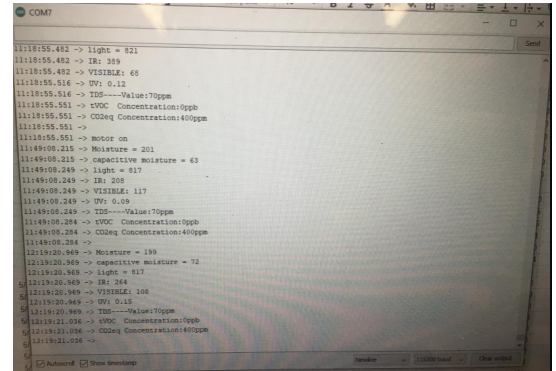 COM7
Send
11:18:55.482 -> light = 821
11:18:55.482 -> IR: 389
11:18:55.482 -> VISIBLE: 68
11:18:55.516 -> UV: 0.12
11:18:55.516 -> TDS----Value:70ppm
11:18:55.551 -> tVOC  Concentration:0ppb
11:18:55.551 -> CO2eq Concentration:400ppm
11:18:55.551 ->
11:18:55.551 -> motor on
11:49:08.215 -> Moisture = 201
11:49:08.215 -> capacitive moisture = 63
11:49:08.249 -> light = 817
11:49:08.249 -> IR: 208
11:49:08.249 -> VISIBLE: 117
11:49:08.249 -> UV: 0.09
11:49:08.249 -> TDS----Value:70ppm
11:49:08.284 -> tVOC  Concentration:0ppb
11:49:08.284 -> CO2eq Concentration:400ppm
11:49:08.284 ->
12:19:20.969 -> Moisture = 199
12:19:20.969 -> capacitive moisture = 72
12:19:20.969 -> light = 817
12:19:20.969 -> IR: 264
12:19:20.969 -> VISIBLE: 108
12:19:20.969 -> UV: 0.15
12:19:20.969 -> TDS----Value:70ppm
12:19:21.036 -> tVOC  Concentration:0ppb
12:19:21.036 -> CO2eq Concentration:400ppm
12:19:21.036 ->
Autoscroll Show timestamp Newline 115200 baud Clear output